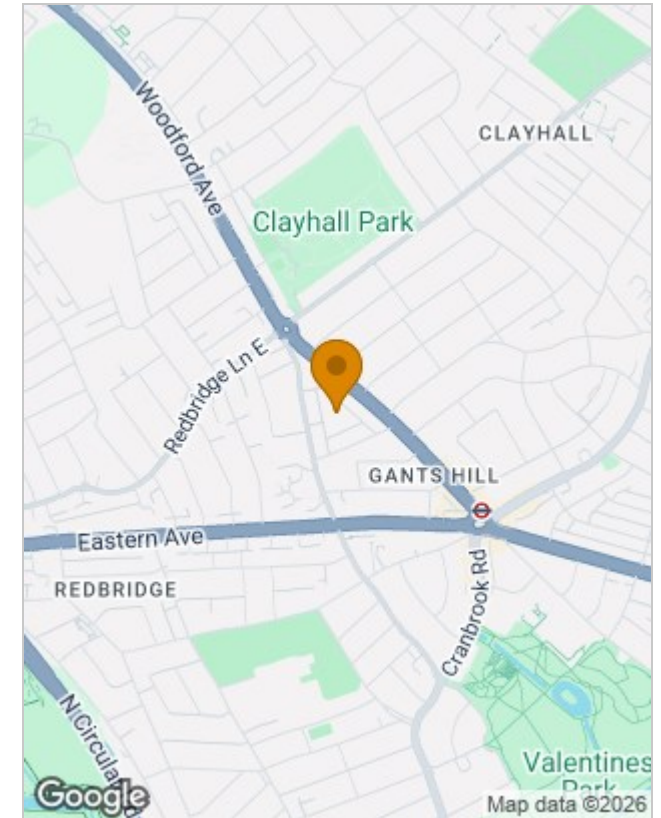 Woodford Ave
CLAYHALL
Clayhall Park
Redbridge Ln E
GANTS HILL
Eastern Ave
REDBRIDGE
Cranbrook Rd
N Circular Rd
Valentines
Park
Google
Map data ©2026